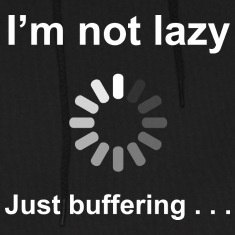 I'm not lazy
Just buffering . . .